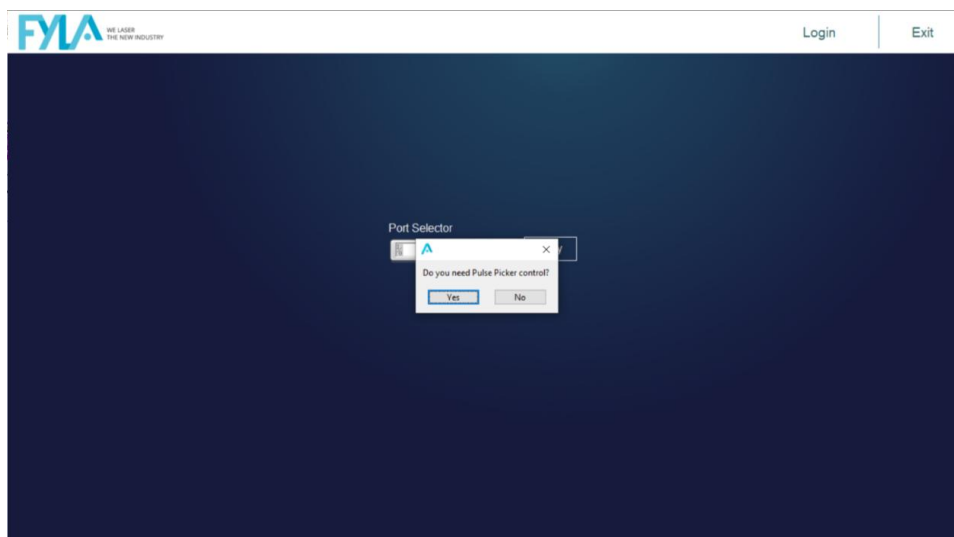 FYLA
WE LASER
THE NEW INDUSTRY
Login
Exit
Port Selector
Do you need Pulse Picker control?
Yes
No